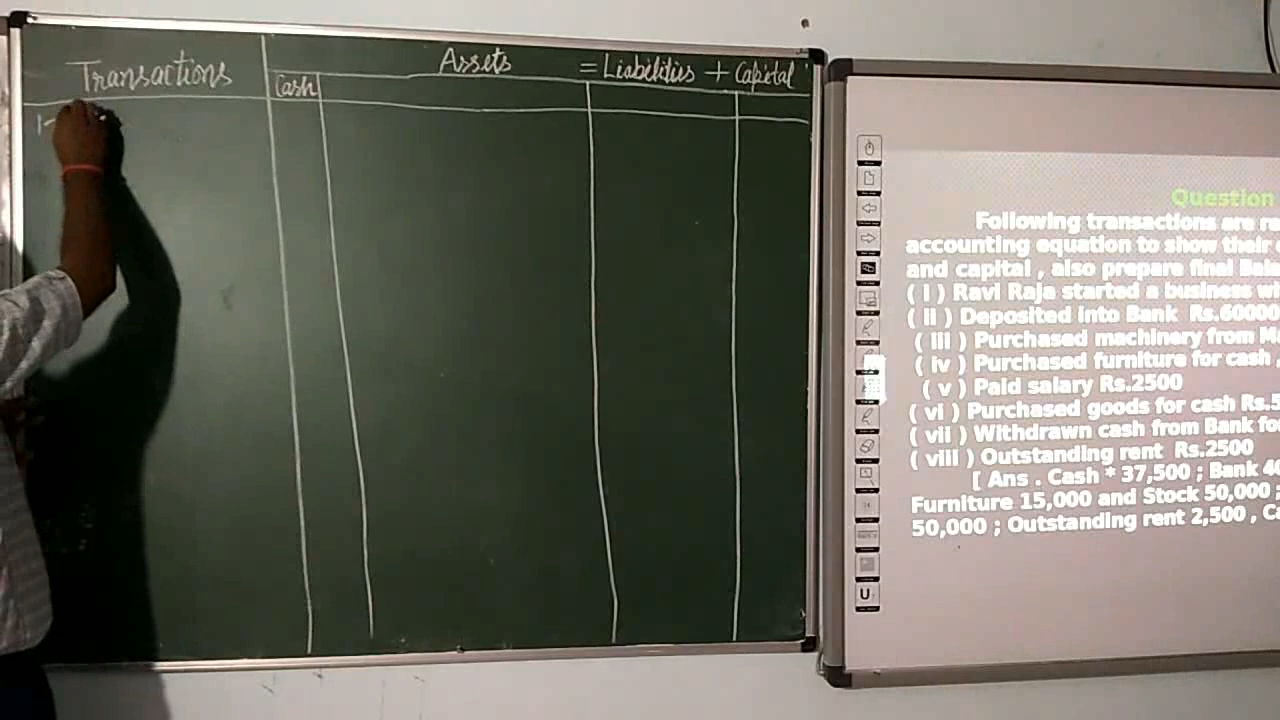 Transactions
Assets = Liabelities + Capietal
Cash
1-
Question
Following transactions are re
accounting equation to show their
and capital , also prepare final Bala
( I ) Ravi Raja started a business wi
( ii ) Deposited into Bank Rs.60000
( iii ) Purchased machinery from M
( iv ) Purchased furniture for cash
( v ) Paid salary Rs.2500
( vi ) Purchased goods for cash Rs.5
( vii ) Withdrawn cash from Bank fo
( viii ) Outstanding rent Rs.2500
[ Ans . Cash * 37,500 ; Bank 40
Furniture 15,000 and Stock 50,000 ;
50,000 ; Outstanding rent 2,500 , Ca
U